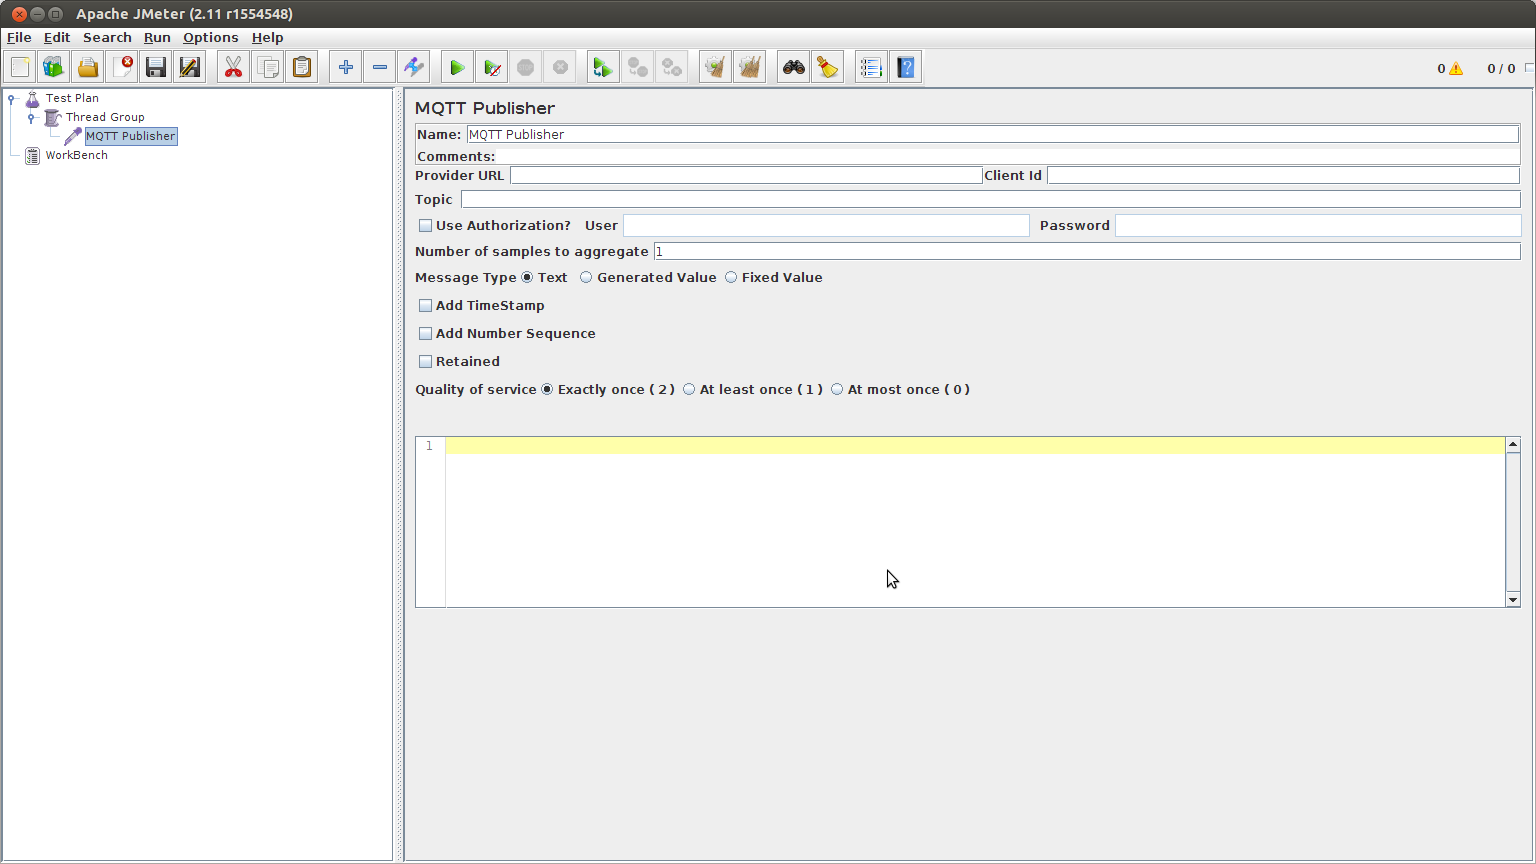 Apache JMeter (2.11 r1554548)
File Edit Search Run Options Help
0 0 / 0
Test Plan
Thread Group
MQTT Publisher
WorkBench
MQTT Publisher
Name: MQTT Publisher
Comments:
Provider URL Client Id
Topic
Use Authorization? User Password
Number of samples to aggregate 1
Message Type Text Generated Value Fixed Value
Add TimeStamp
Add Number Sequence
Retained
Quality of service Exactly once ( 2 ) At least once ( 1 ) At most once ( 0 )
1